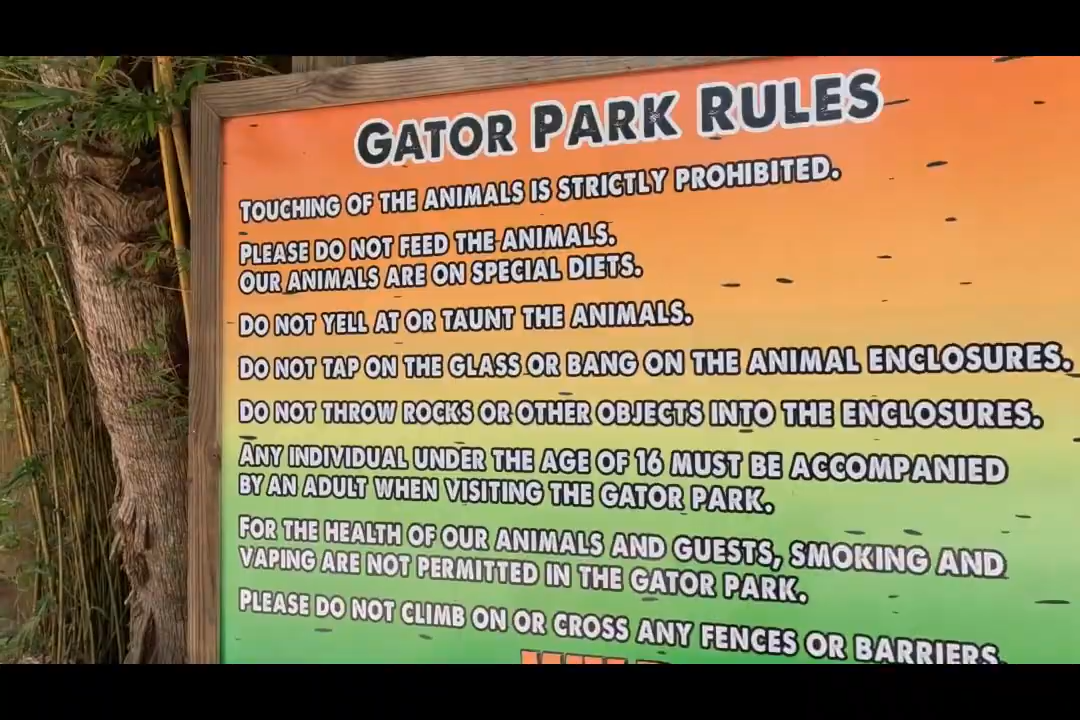 GATOR PARK RULES
TOUCHING OF THE ANIMALS IS STRICTLY PROHIBITED.
PLEASE DO NOT FEED THE ANIMALS.
OUR ANIMALS ARE ON SPECIAL DIETS.
DO NOT YELL AT OR TAUNT THE ANIMALS.
DO NOT TAP ON THE GLASS OR BANG ON THE ANIMAL ENCLOSURES.
DO NOT THROW ROCKS OR OTHER OBJECTS INTO THE ENCLOSURES.
ANY INDIVIDUAL UNDER THE AGE OF 16 MUST BE ACCOMPANIED
BY AN ADULT WHEN VISITING THE GATOR PARK.
FOR THE HEALTH OF OUR ANIMALS AND GUESTS, SMOKING AND
VAPING ARE NOT PERMITTED IN THE GATOR PARK.
PLEASE DO NOT CLIMB ON OR CROSS ANY FENCES OR BARRIERS.